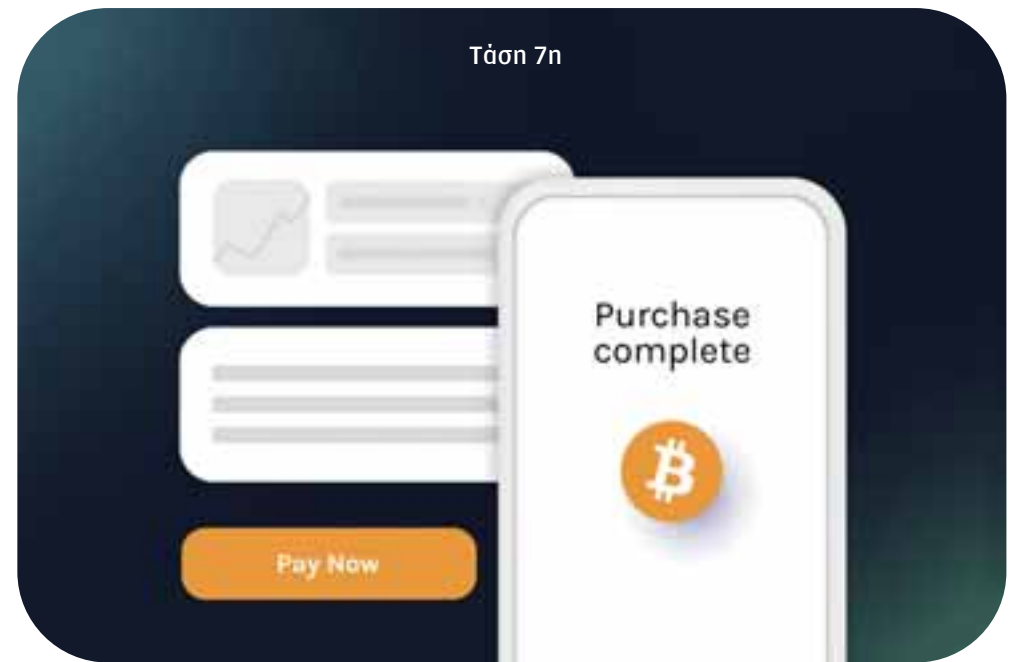 Τάση 7η
Purchase
complete
Pay Now